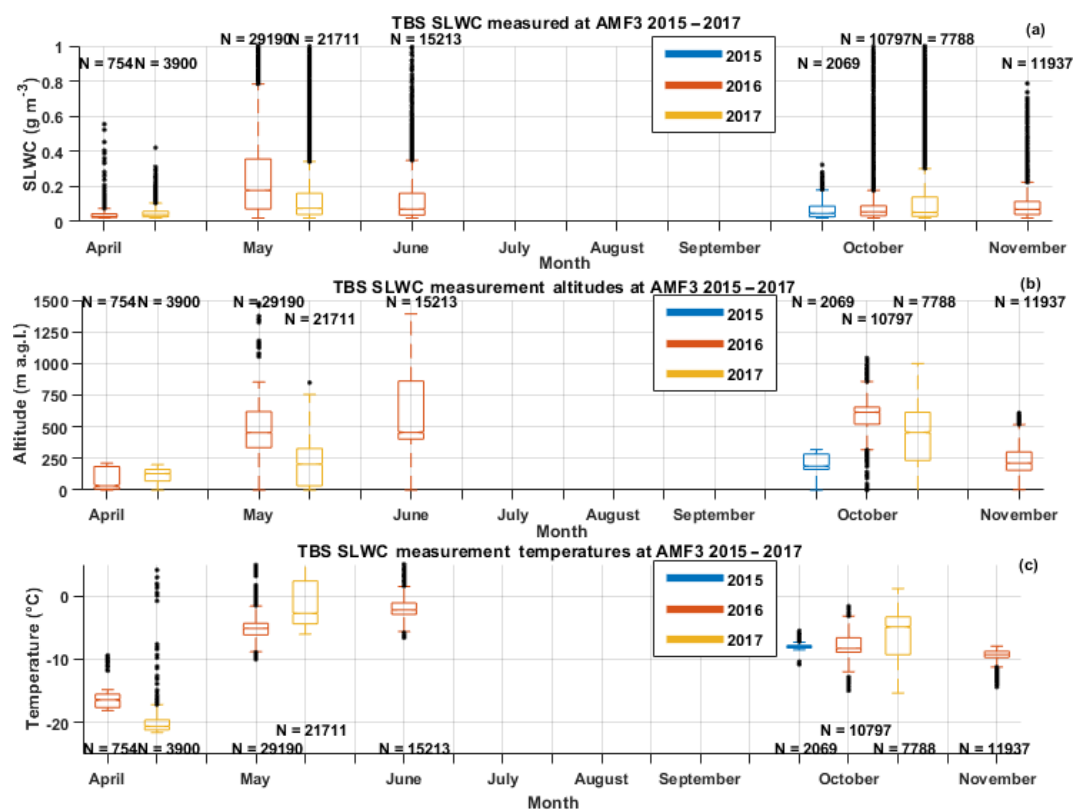 TBS SLWC measured at AMF3 2015 – 2017
(a)
N = 754 N = 3900 N = 29190 N = 21711 N = 15213 N = 2069 N = 10797 N = 7788 N = 11937
2015
2016
2017
SLWC (g m-3)
1
0.8
0.6
0.4
0.2
0
April May June July August September October November
Month
TBS SLWC measurement altitudes at AMF3 2015 – 2017
(b)
N = 754 N = 3900 N = 29190 N = 15213 N = 2069 N = 7788 N = 11937
N = 21711 N = 10797
2015
2016
2017
Altitude (m a.g.l.)
1500
1250
1000
750
500
250
0
April May June July August September October November
Month
TBS SLWC measurement temperatures at AMF3 2015 – 2017
(c)
2015
2016
2017
Temperature (°C)
0
-10
-20
N = 21711 N = 10797
N = 754 N = 3900 N = 29190 N = 15213 N = 2069 N = 7788 N = 11937
April May June July August September October November
Month